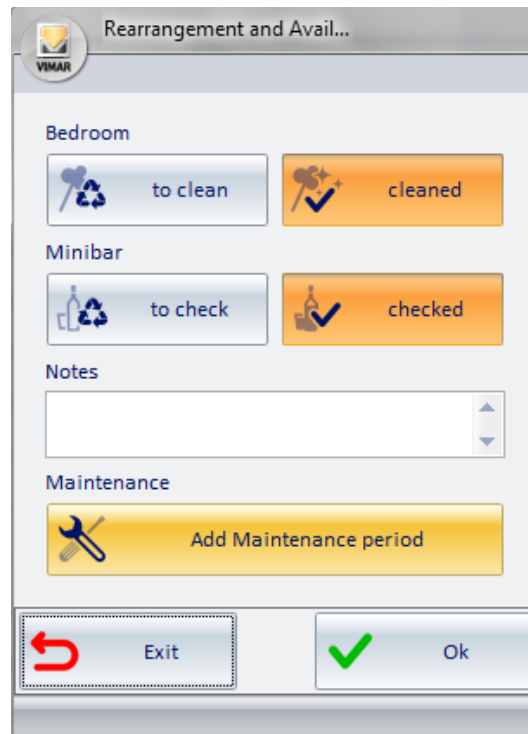 Rearrangement and Avail...
VIMAR
Bedroom
to clean
cleaned
Minibar
to check
checked
Notes
Maintenance
Add Maintenance period
Exit
Ok